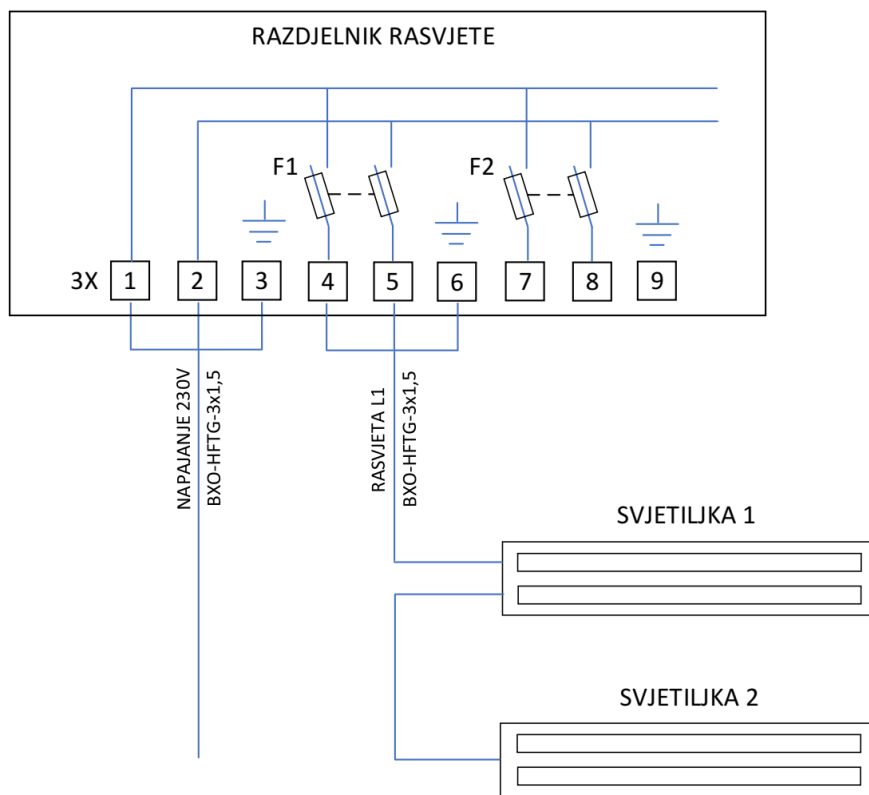 RAZDJELNIK RASVJETE
F1
F2
3X 1 2 3 4 5 6 7 8 9
NAPAJANJE 230V
BXO-HFTG-3x1,5
RASVJETA L1
BXO-HFTG-3x1,5
SVJETILJKA 1
SVJETILJKA 2